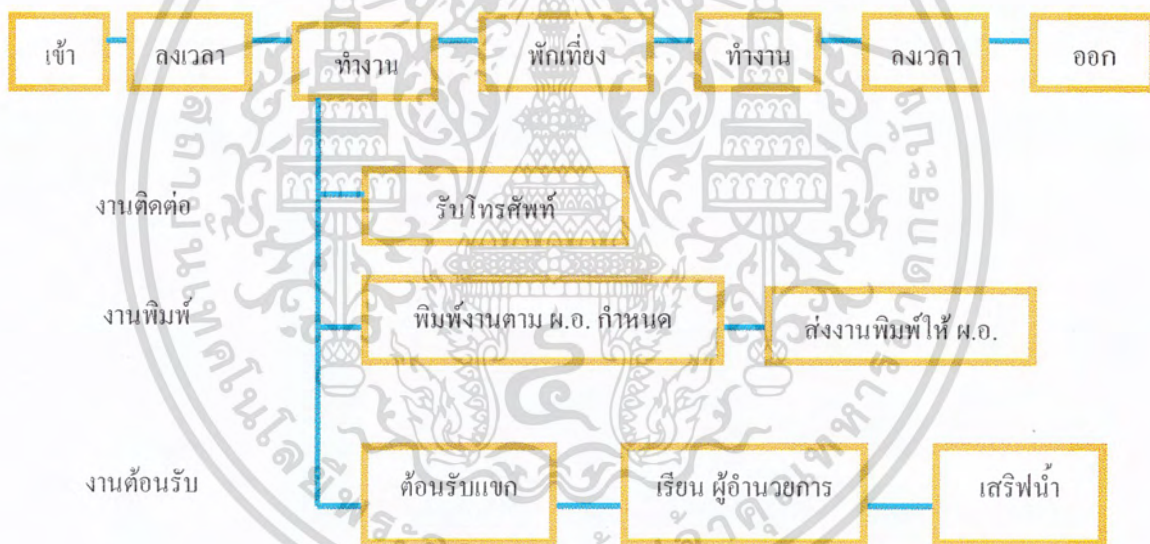 เข้า ลงเวลา ทำงาน พักเที่ยง ทำงาน ลงเวลา ออก
งานติดต่อ รับโทรศัพท์
งานพิมพ์ พิมพ์งานตาม ผ.อ. กำหนด ส่งงานพิมพ์ให้ ผ.อ.
งานต้อนรับ ต้อนรับแขก เรียน ผู้อำนวยการ เสริฟน้ำ